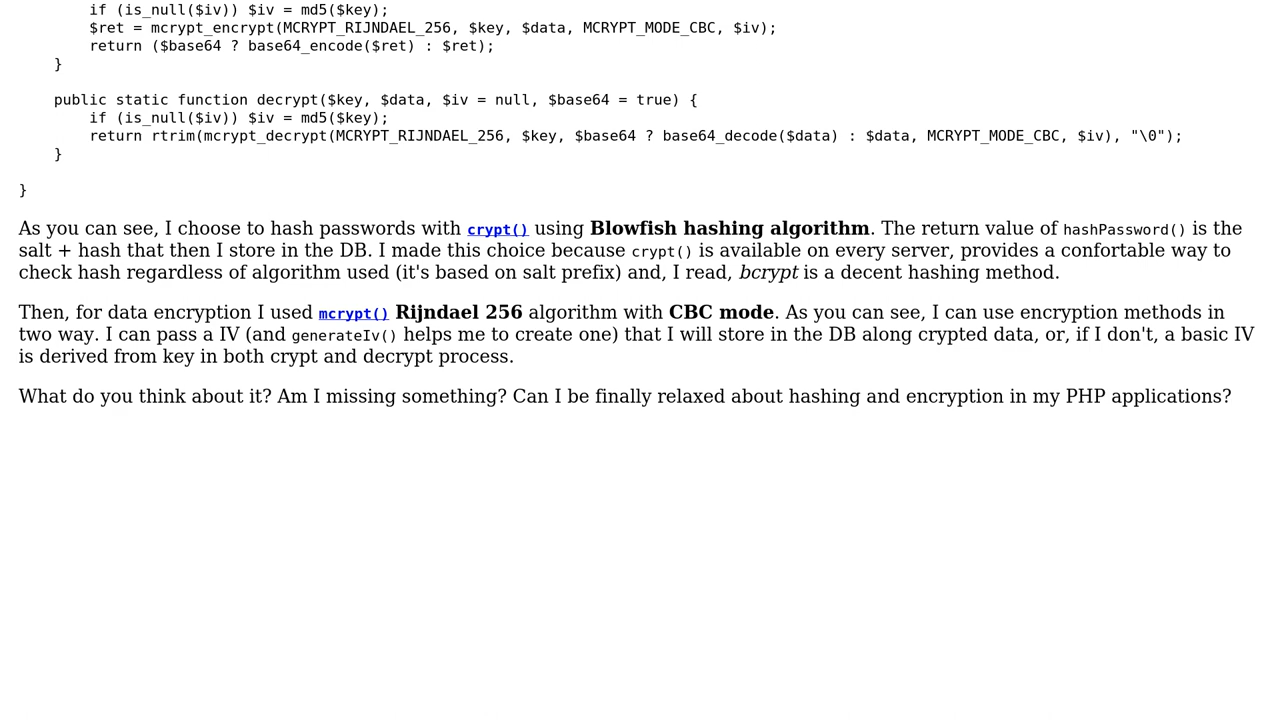 if (is_null($iv)) $iv = md5($key);
$ret = mcrypt_encrypt(MCRYPT_RIJNDAEL_256, $key, $data, MCRYPT_MODE_CBC, $iv);
return ($base64 ? base64_encode($ret) : $ret);
}
public static function decrypt($key, $data, $iv = null, $base64 = true) {
if (is_null($iv)) $iv = md5($key);
return rtrim(mcrypt_decrypt(MCRYPT_RIJNDAEL_256, $key, $base64 ? base64_decode($data) : $data, MCRYPT_MODE_CBC, $iv), "\0");
}
}
As you can see, I choose to hash passwords with crypt() using Blowfish hashing algorithm. The return value of hashPassword() is the
salt + hash that then I store in the DB. I made this choice because crypt() is available on every server, provides a confortable way to
check hash regardless of algorithm used (it's based on salt prefix) and, I read, bcrypt is a decent hashing method.
Then, for data encryption I used mcrypt() Rijndael 256 algorithm with CBC mode. As you can see, I can use encryption methods in
two way. I can pass a IV (and generateIv() helps me to create one) that I will store in the DB along crypted data, or, if I don't, a basic IV
is derived from key in both crypt and decrypt process.
What do you think about it? Am I missing something? Can I be finally relaxed about hashing and encryption in my PHP applications?